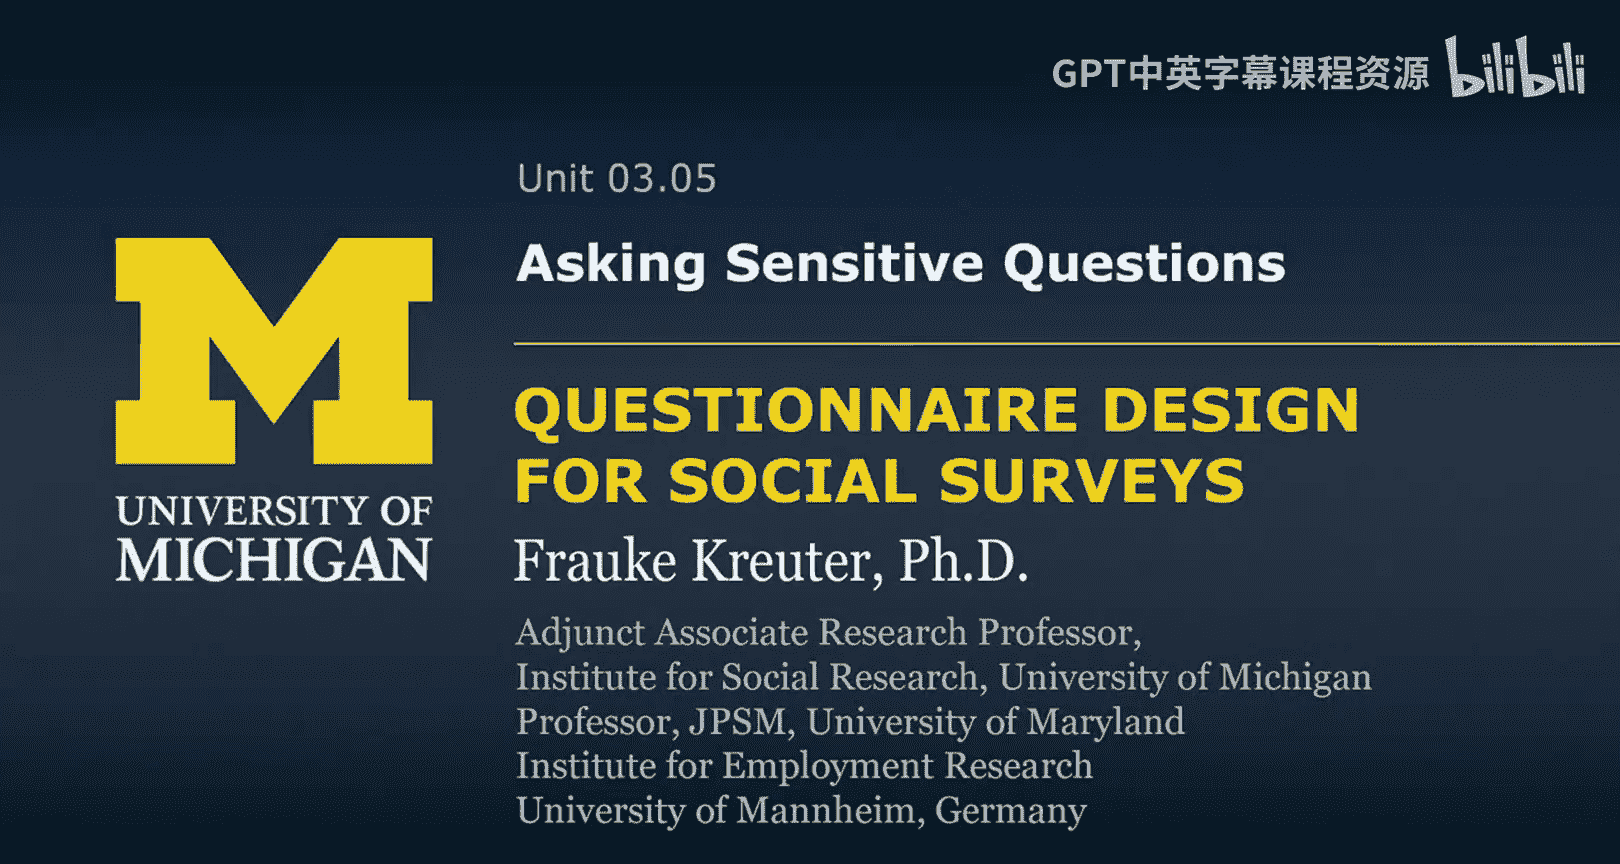 GPT中英字幕课程资源 bilibili
Unit 03.05
Asking Sensitive Questions
QUESTIONNAIRE DESIGN
FOR SOCIAL SURVEYS
Frauke Kreuter, Ph.D.
Adjunct Associate Research Professor,
Institute for Social Research, University of Michigan
Professor, JPSM, University of Maryland
Institute for Employment Research
University of Mannheim, Germany
M
UNIVERSITY OF
MICHIGAN